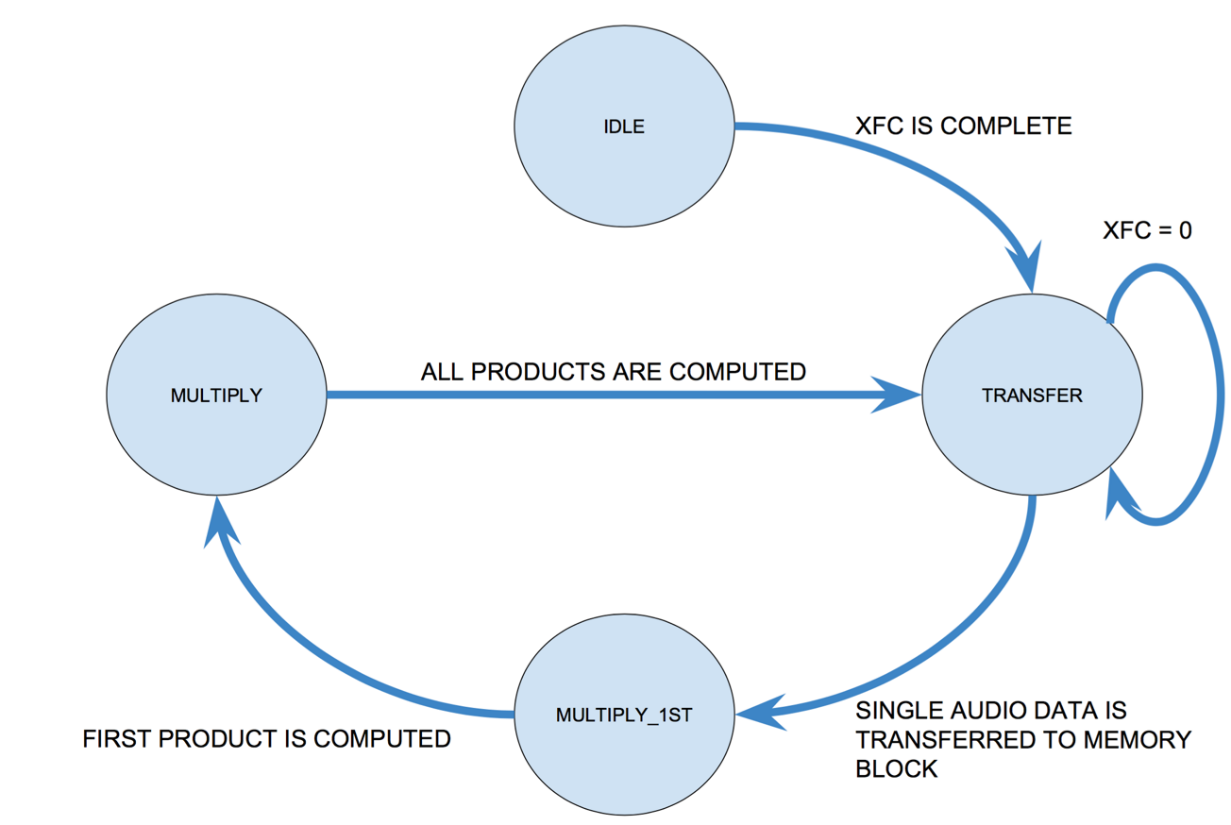 IDLE
XFC IS COMPLETE
XFC = 0
ALL PRODUCTS ARE COMPUTED
MULTIPLY
TRANSFER
MULTIPLY_1ST
FIRST PRODUCT IS COMPUTED
SINGLE AUDIO DATA IS
TRANSFERRED TO MEMORY
BLOCK